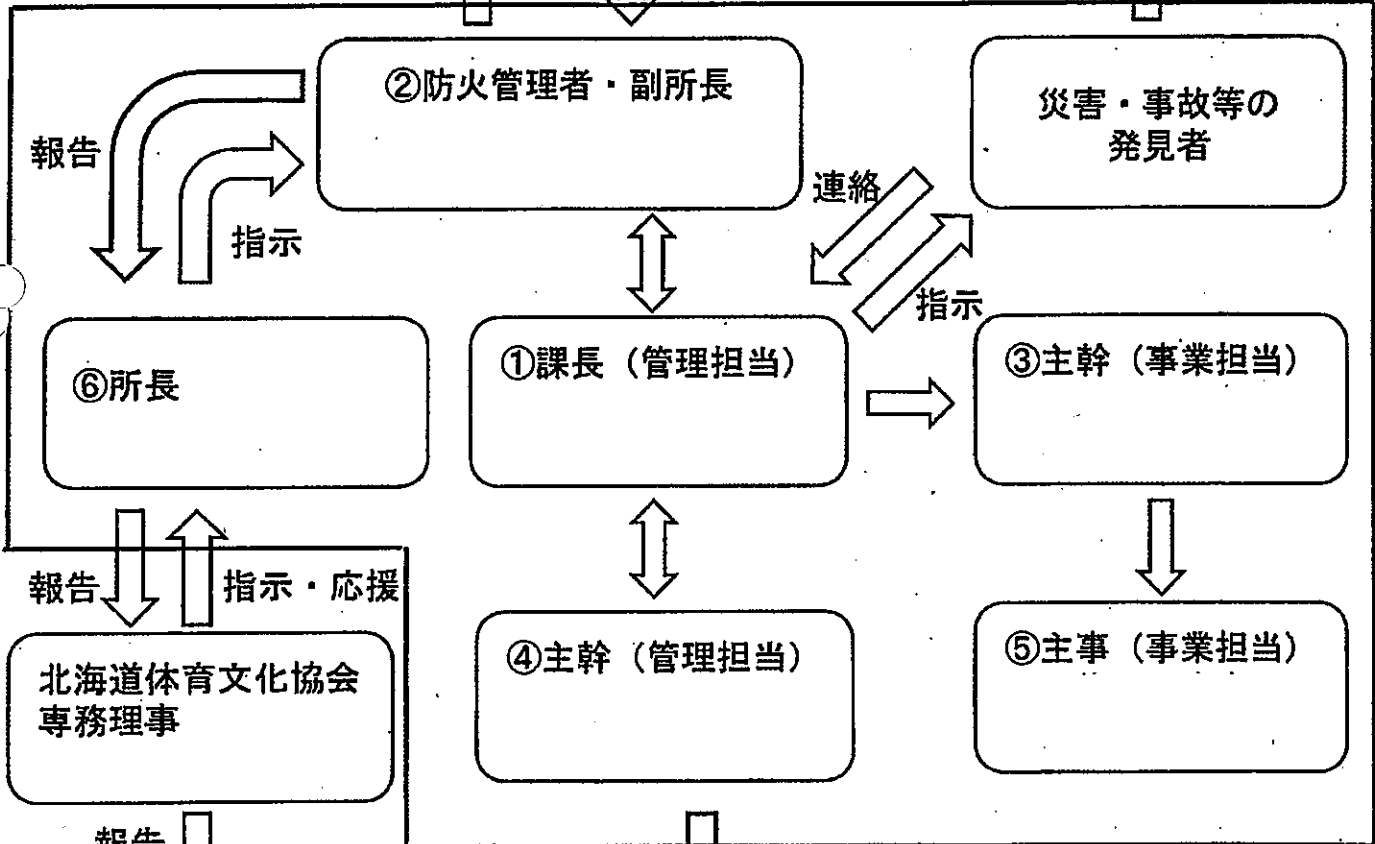 ②防火管理者・副所長
災害・事故等の
発見者
報告
連絡
指示
指示
⑥所長
①課長（管理担当）
③主幹（事業担当）
報告
指示・応援
④主幹（管理担当）
⑤主事（事業担当）
北海道体育文化協会
専務理事
報告